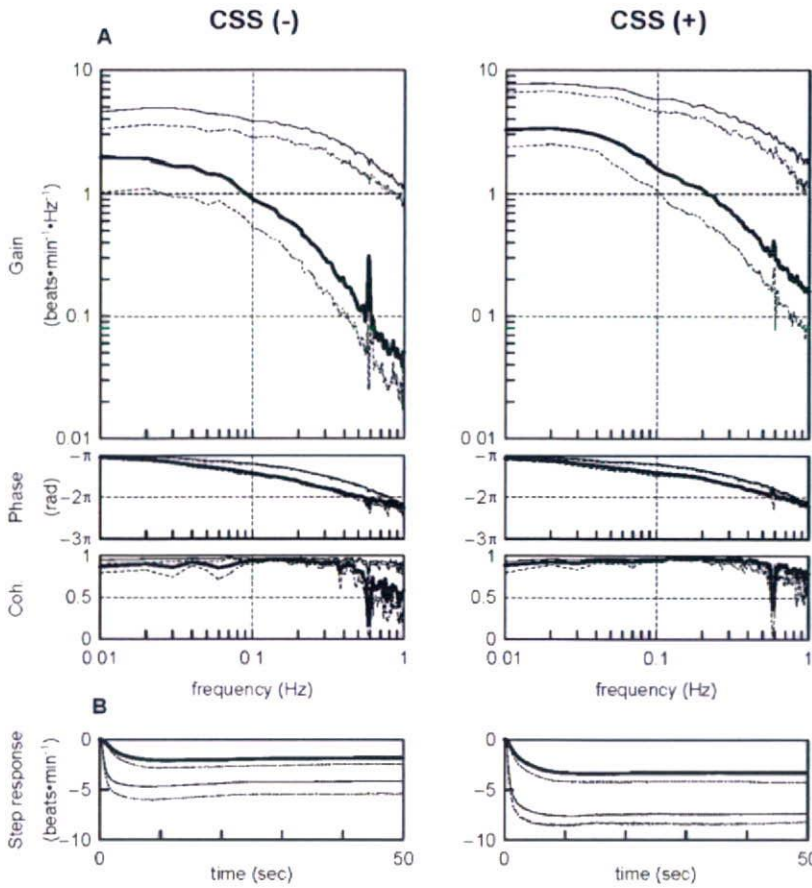 CSS (-)
CSS (+)
A
10
1
0.1
0 01
Gain
(beats•min⁻¹•Hz⁻¹)
10
1
0.1
0 01
−π
−2π
−3π
Phase
(rad)
−π
−2π
−3π
1
0.5
0
Coh.
1
0.5
0
0 01
0 1
1
frequency (Hz)
0 01
0.1
1
frequency (Hz)
B
0
−5
−10
Step response
(beats•min⁻¹)
0
−5
−10
0
50
time (sec)
0
50
time (sec)